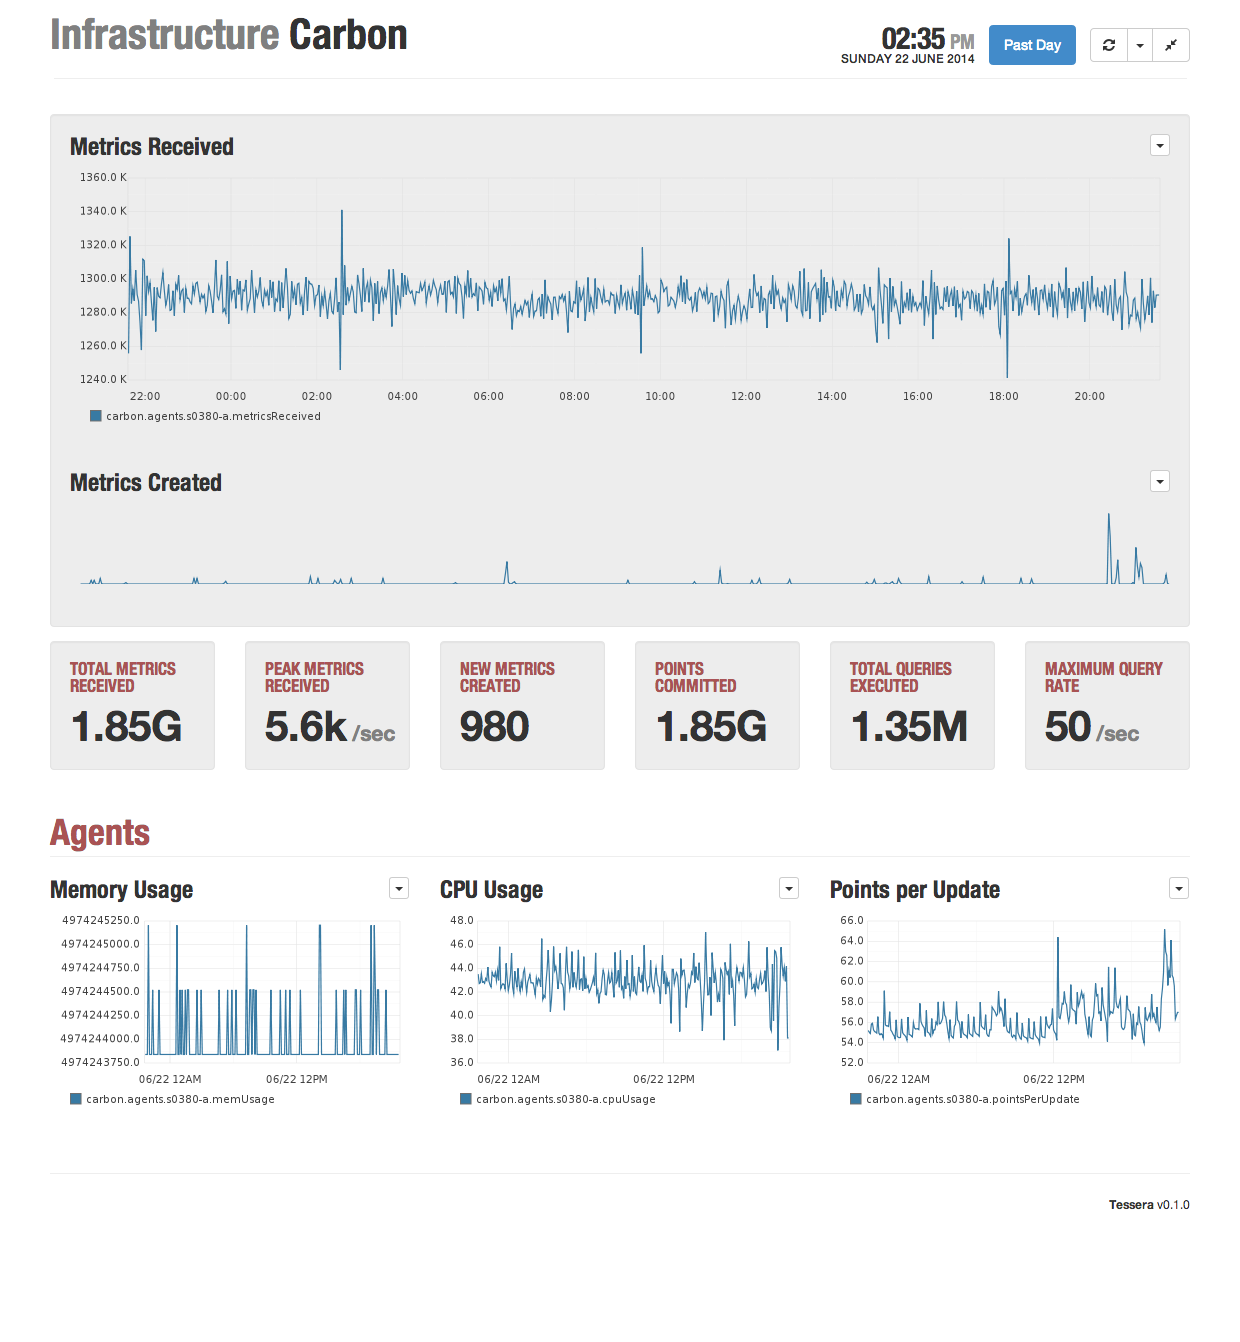 Infrastructure Carbon
02:35 PM
SUNDAY 22 JUNE 2014
Past Day
Metrics Received
1360.0 K
1340.0 K
1320.0 K
1300.0 K
1280.0 K
1260.0 K
1240.0 K
22:00 00:00 02:00 04:00 06:00 08:00 10:00 12:00 14:00 16:00 18:00 20:00
carbon.agents.s0380-a.metricsReceived
Metrics Created
TOTAL METRICS
RECEIVED
1.85G
PEAK METRICS
RECEIVED
5.6k /sec
NEW METRICS
CREATED
980
POINTS
COMMITTED
1.85G
TOTAL QUERIES
EXECUTED
1.35M
MAXIMUM QUERY
RATE
50 /sec
Agents
Memory Usage
4974245250.0
4974245000.0
4974244750.0
4974244500.0
4974244250.0
4974244000.0
4974243750.0
06/22 12AM 06/22 12PM
carbon.agents.s0380-a.memUsage
CPU Usage
48.0
46.0
44.0
42.0
40.0
38.0
36.0
06/22 12AM 06/22 12PM
carbon.agents.s0380-a.cpuUsage
Points per Update
66.0
64.0
62.0
60.0
58.0
56.0
54.0
52.0
06/22 12AM 06/22 12PM
carbon.agents.s0380-a.pointsPerUpdate
Tessera v0.1.0